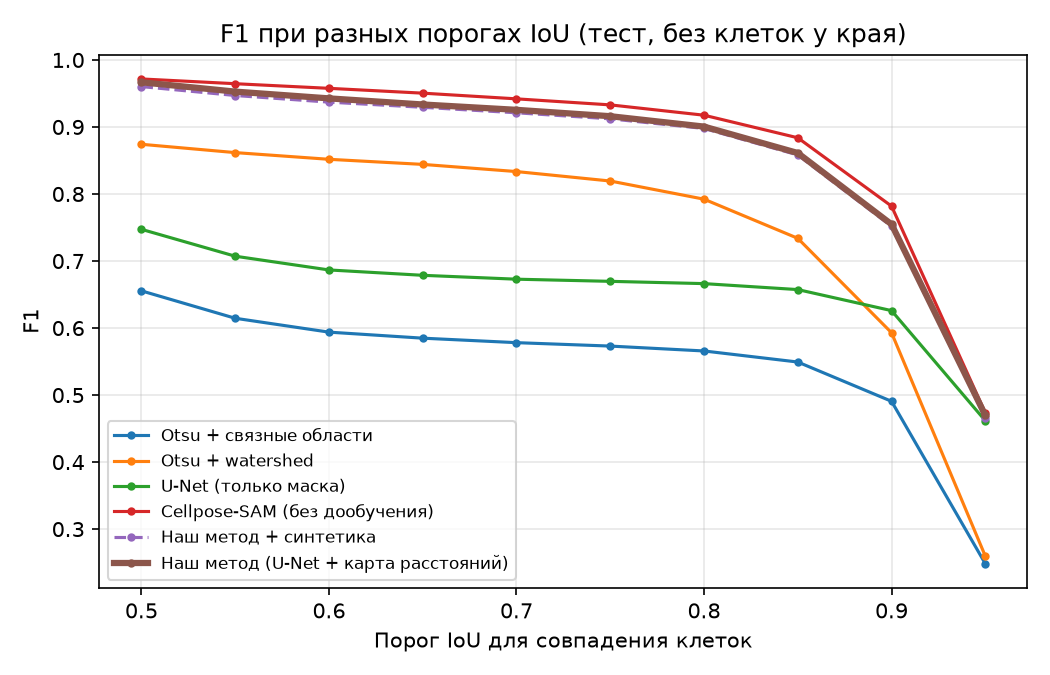 F1 при разных порогах IoU (тест, без клеток у края)
1.0
0.9
0.8
0.7
0.6
0.5
0.4
0.3
F1
Otsu + связные области
Otsu + watershed
U-Net (только маска)
Cellpose-SAM (без дообучения)
Наш метод + синтетика
Наш метод (U-Net + карта расстояний)
0.5 0.6 0.7 0.8 0.9
Порог IoU для совпадения клеток